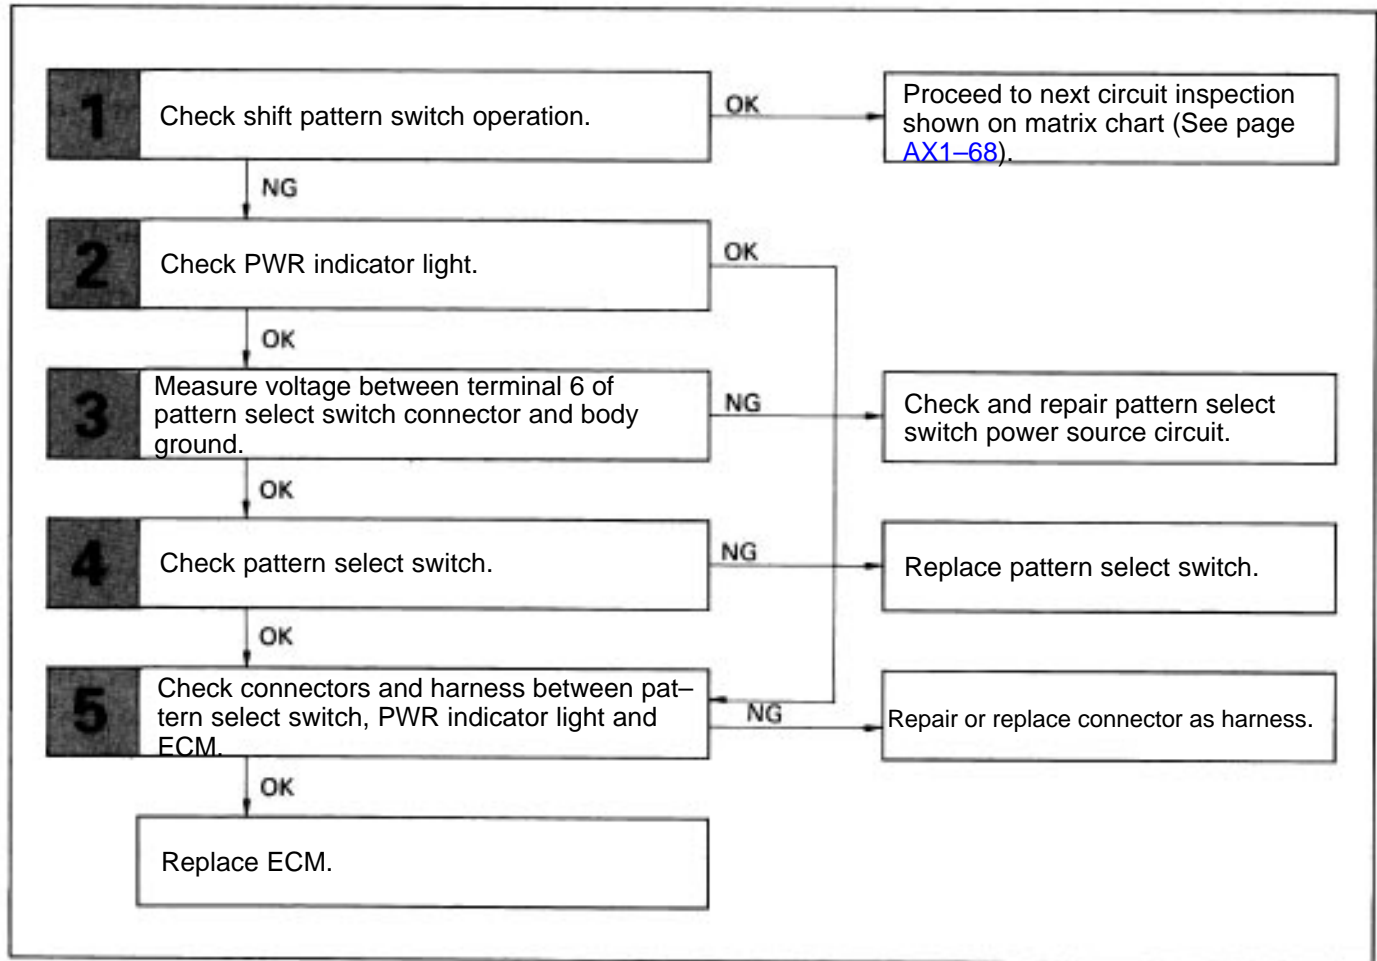 1
Check shift pattern switch operation.
OK
Proceed to next circuit inspection
shown on matrix chart (See page
AX1–68).
NG
2
Check PWR indicator light.
OK
OK
3
Measure voltage between terminal 6 of
pattern select switch connector and body
ground.
NG
Check and repair pattern select
switch power source circuit.
OK
4
Check pattern select switch.
NG
Replace pattern select switch.
OK
5
Check connectors and harness between pat–
tern select switch, PWR indicator light and
ECM.
NG
Repair or replace connector as harness.
OK
Replace ECM.